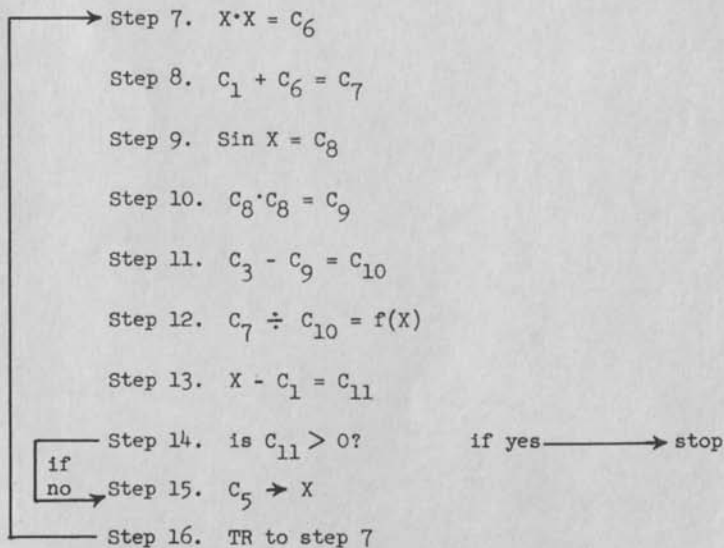 Step 7. X·X = C₆
Step 8. C₁ + C₆ = C₇
Step 9. Sin X = C₈
Step 10. C₈·C₈ = C₉
Step 11. C₃ - C₉ = C₁₀
Step 12. C₇ ÷ C₁₀ = f(X)
Step 13. X - C₁ = C₁₁
Step 14. is C₁₁ > 0? if yes → stop
if
no Step 15. C₅ → X
Step 16. TR to step 7